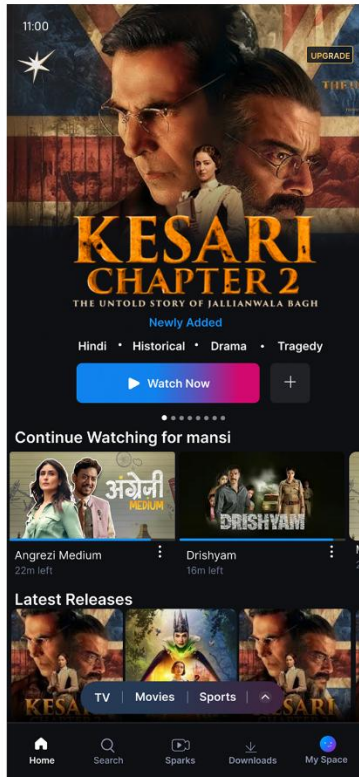 11:00
UPGRADE
KESARI
CHAPTER 2
THE UNTOLD STORY OF JALLIANWALA BAGH
Newly Added
Hindi • Historical • Drama • Tragedy
Watch Now
+
Continue Watching for mansi
अंग्रेजी
MEDIUM
DRISHYAM
Angrezi Medium
22m left
Drishyam
16m left
Latest Releases
TV | Movies | Sports
Home
Search
Sparks
Downloads
My Space